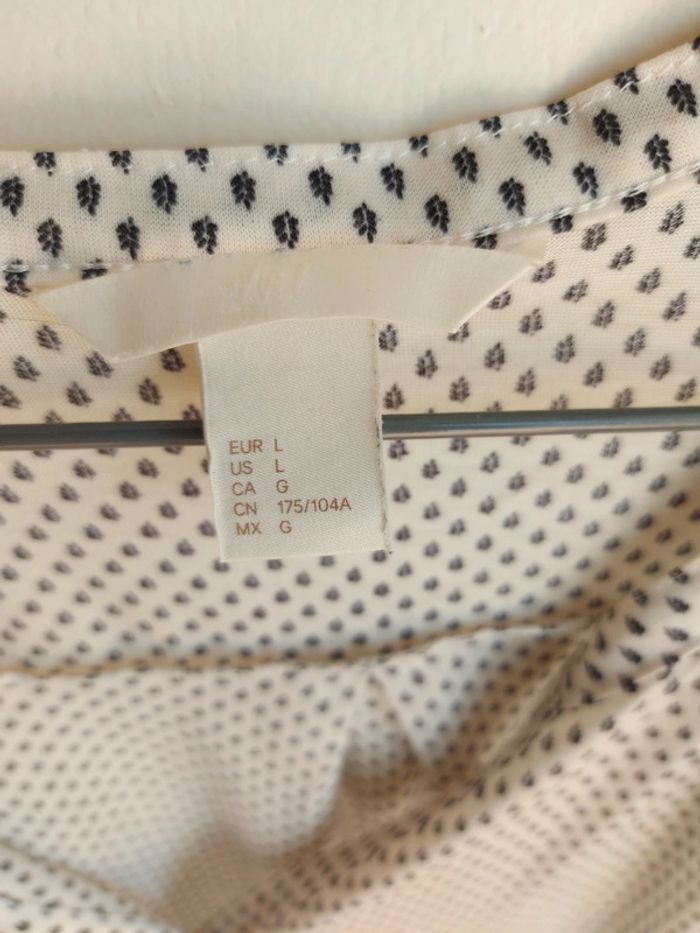 EUR L
US L
CA G
CN 175/104A
MX G